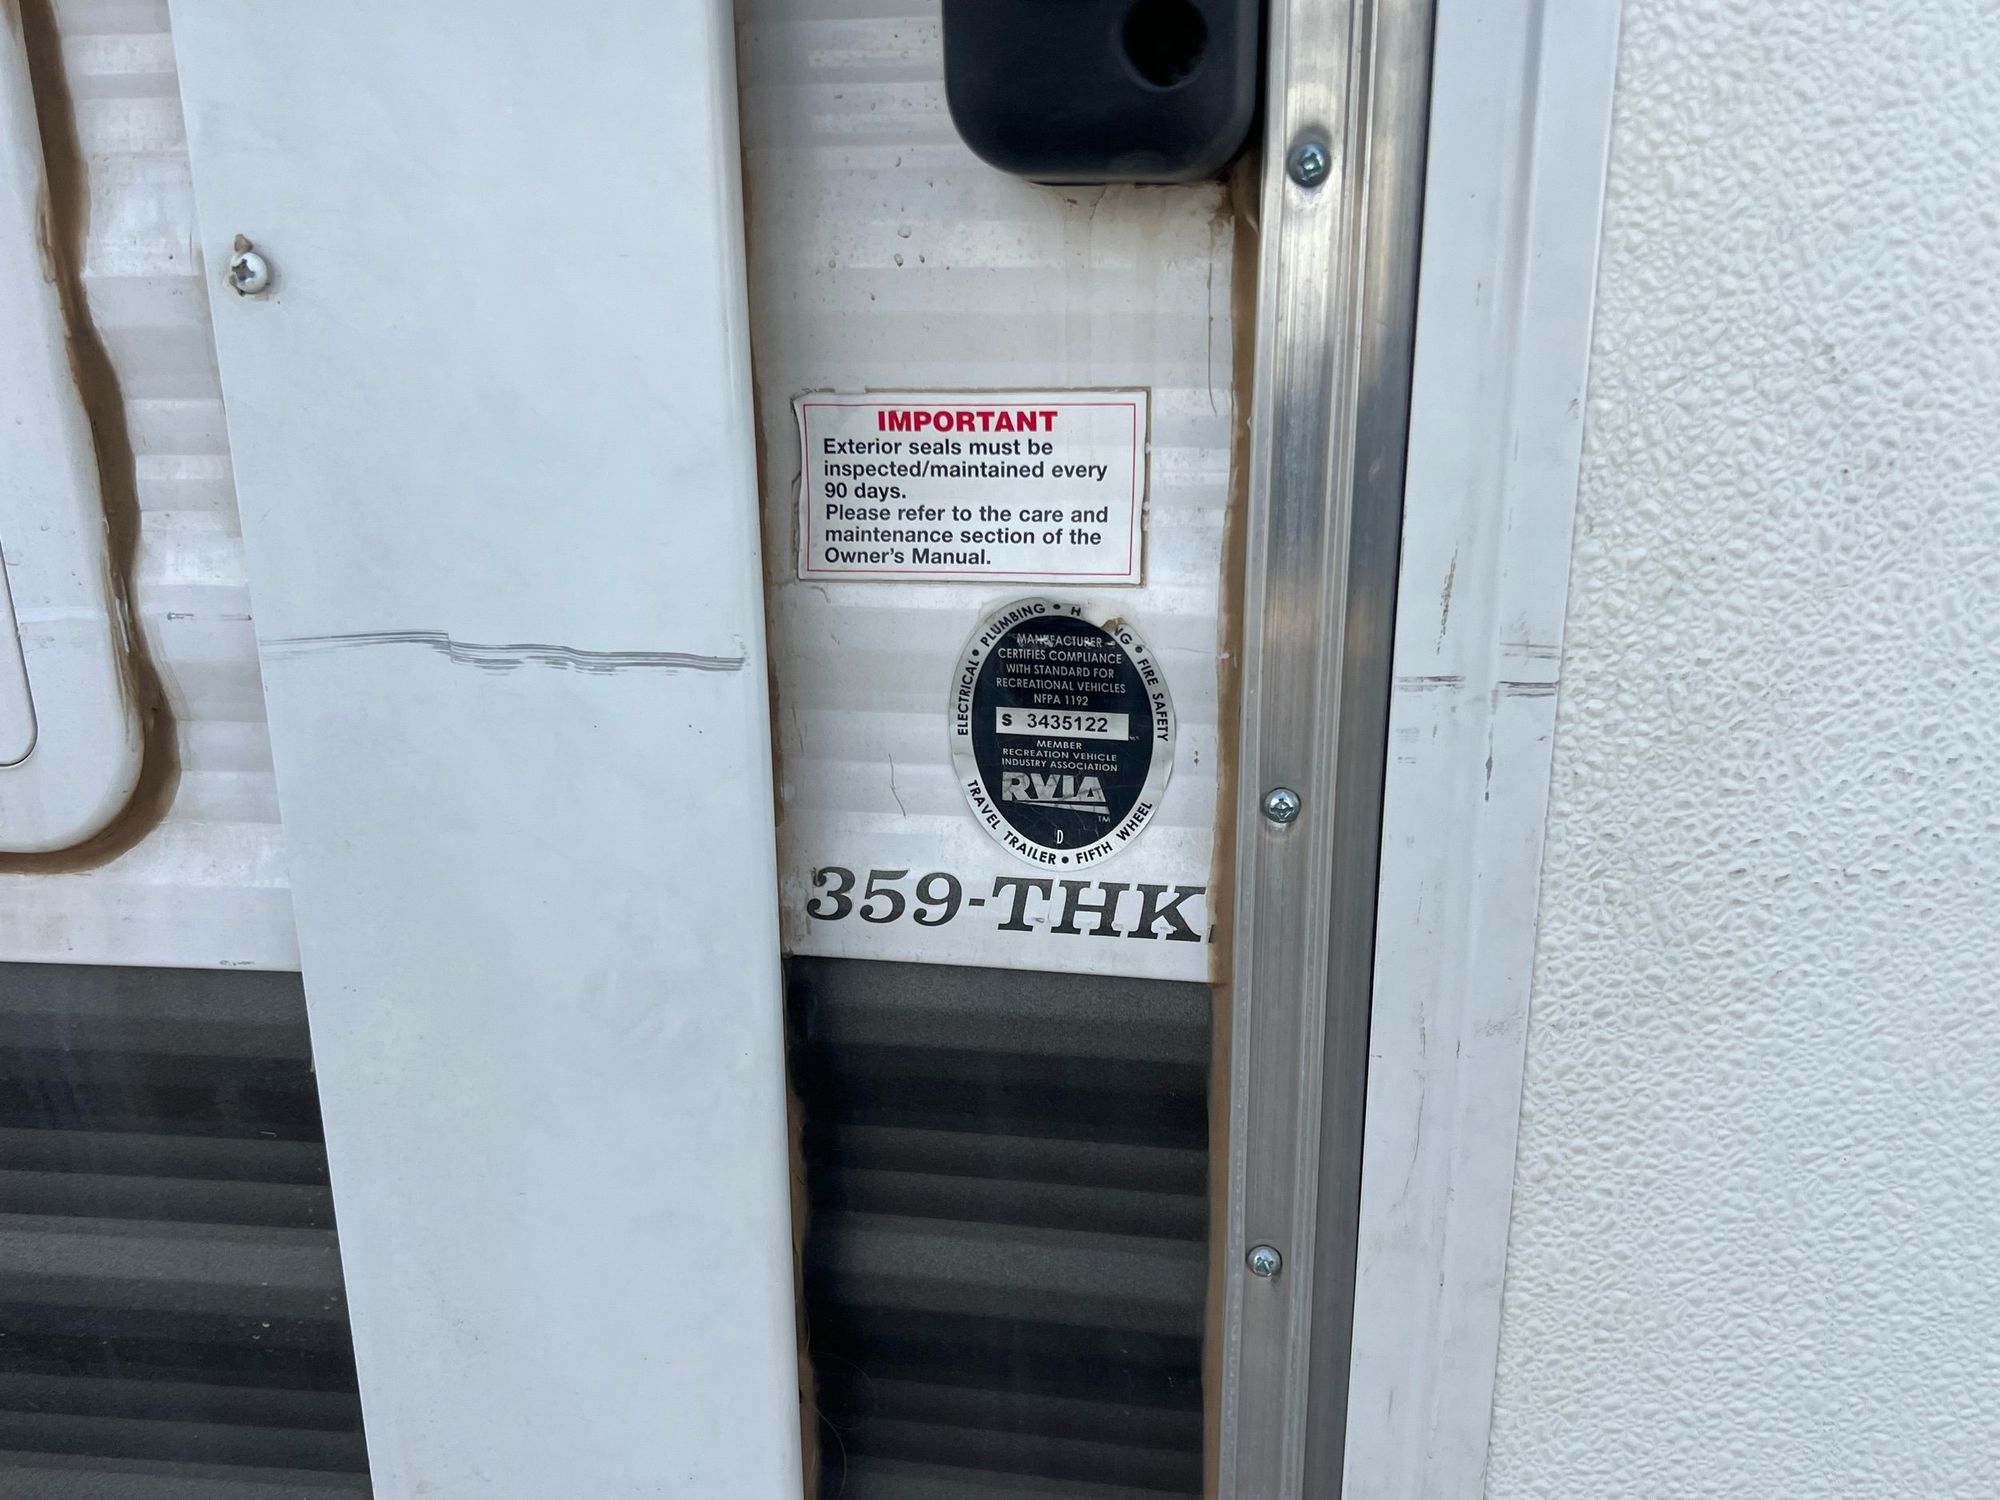 IMPORTANT
Exterior seals must be
inspected/maintained every
90 days.
Please refer to the care and
maintenance section of the
Owner's Manual.
ELECTRICAL • PLUMBING • H NG • FIRE SAFETY
MANUFACTURER
CERTIFIES COMPLIANCE
WITH STANDARD FOR
RECREATIONAL VEHICLES
NFPA 1192
S 3435122
MEMBER
RECREATION VEHICLE
INDUSTRY ASSOCIATION
RVIA
TM
D
TRAVEL TRAILER • FIFTH WHEEL
359-THK